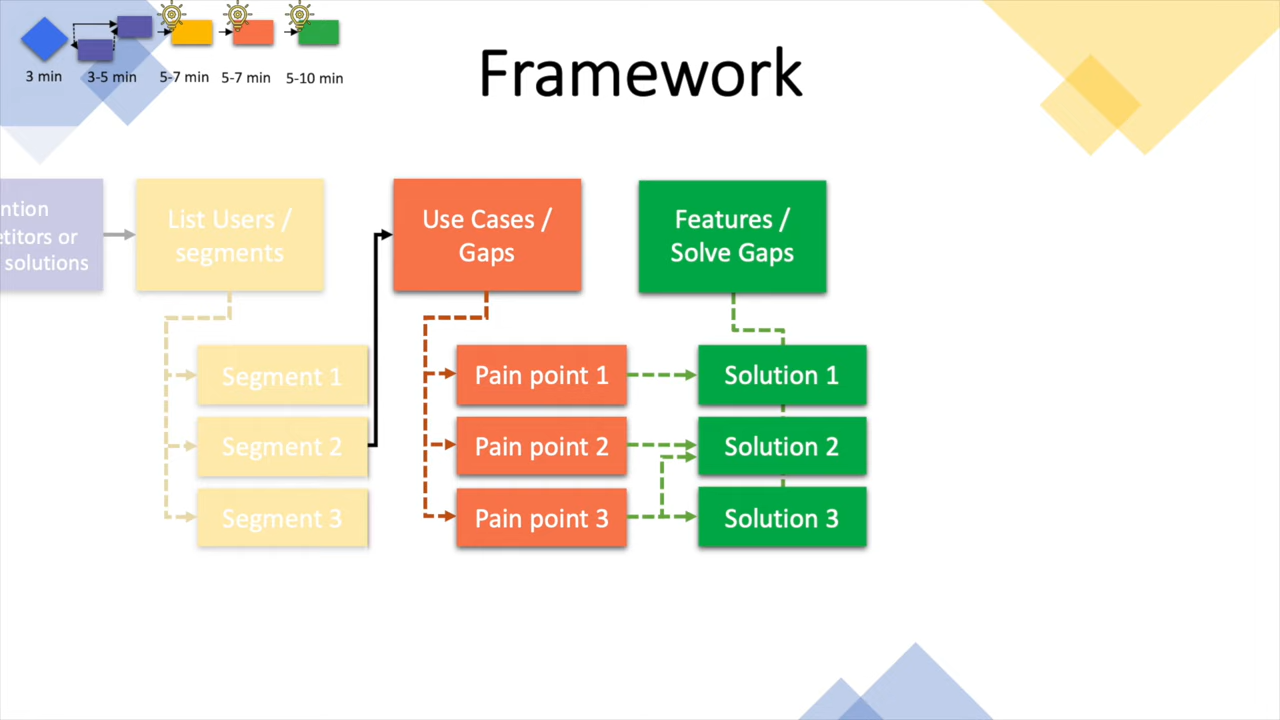 Framework
3 min
3-5 min
5-7 min
5-7 min
5-10 min
ntion
etitors or
solutions
List Users /
segments
Use Cases /
Gaps
Features /
Solve Gaps
Segment 1
Pain point 1
Solution 1
Segment 2
Pain point 2
Solution 2
Segment 3
Pain point 3
Solution 3